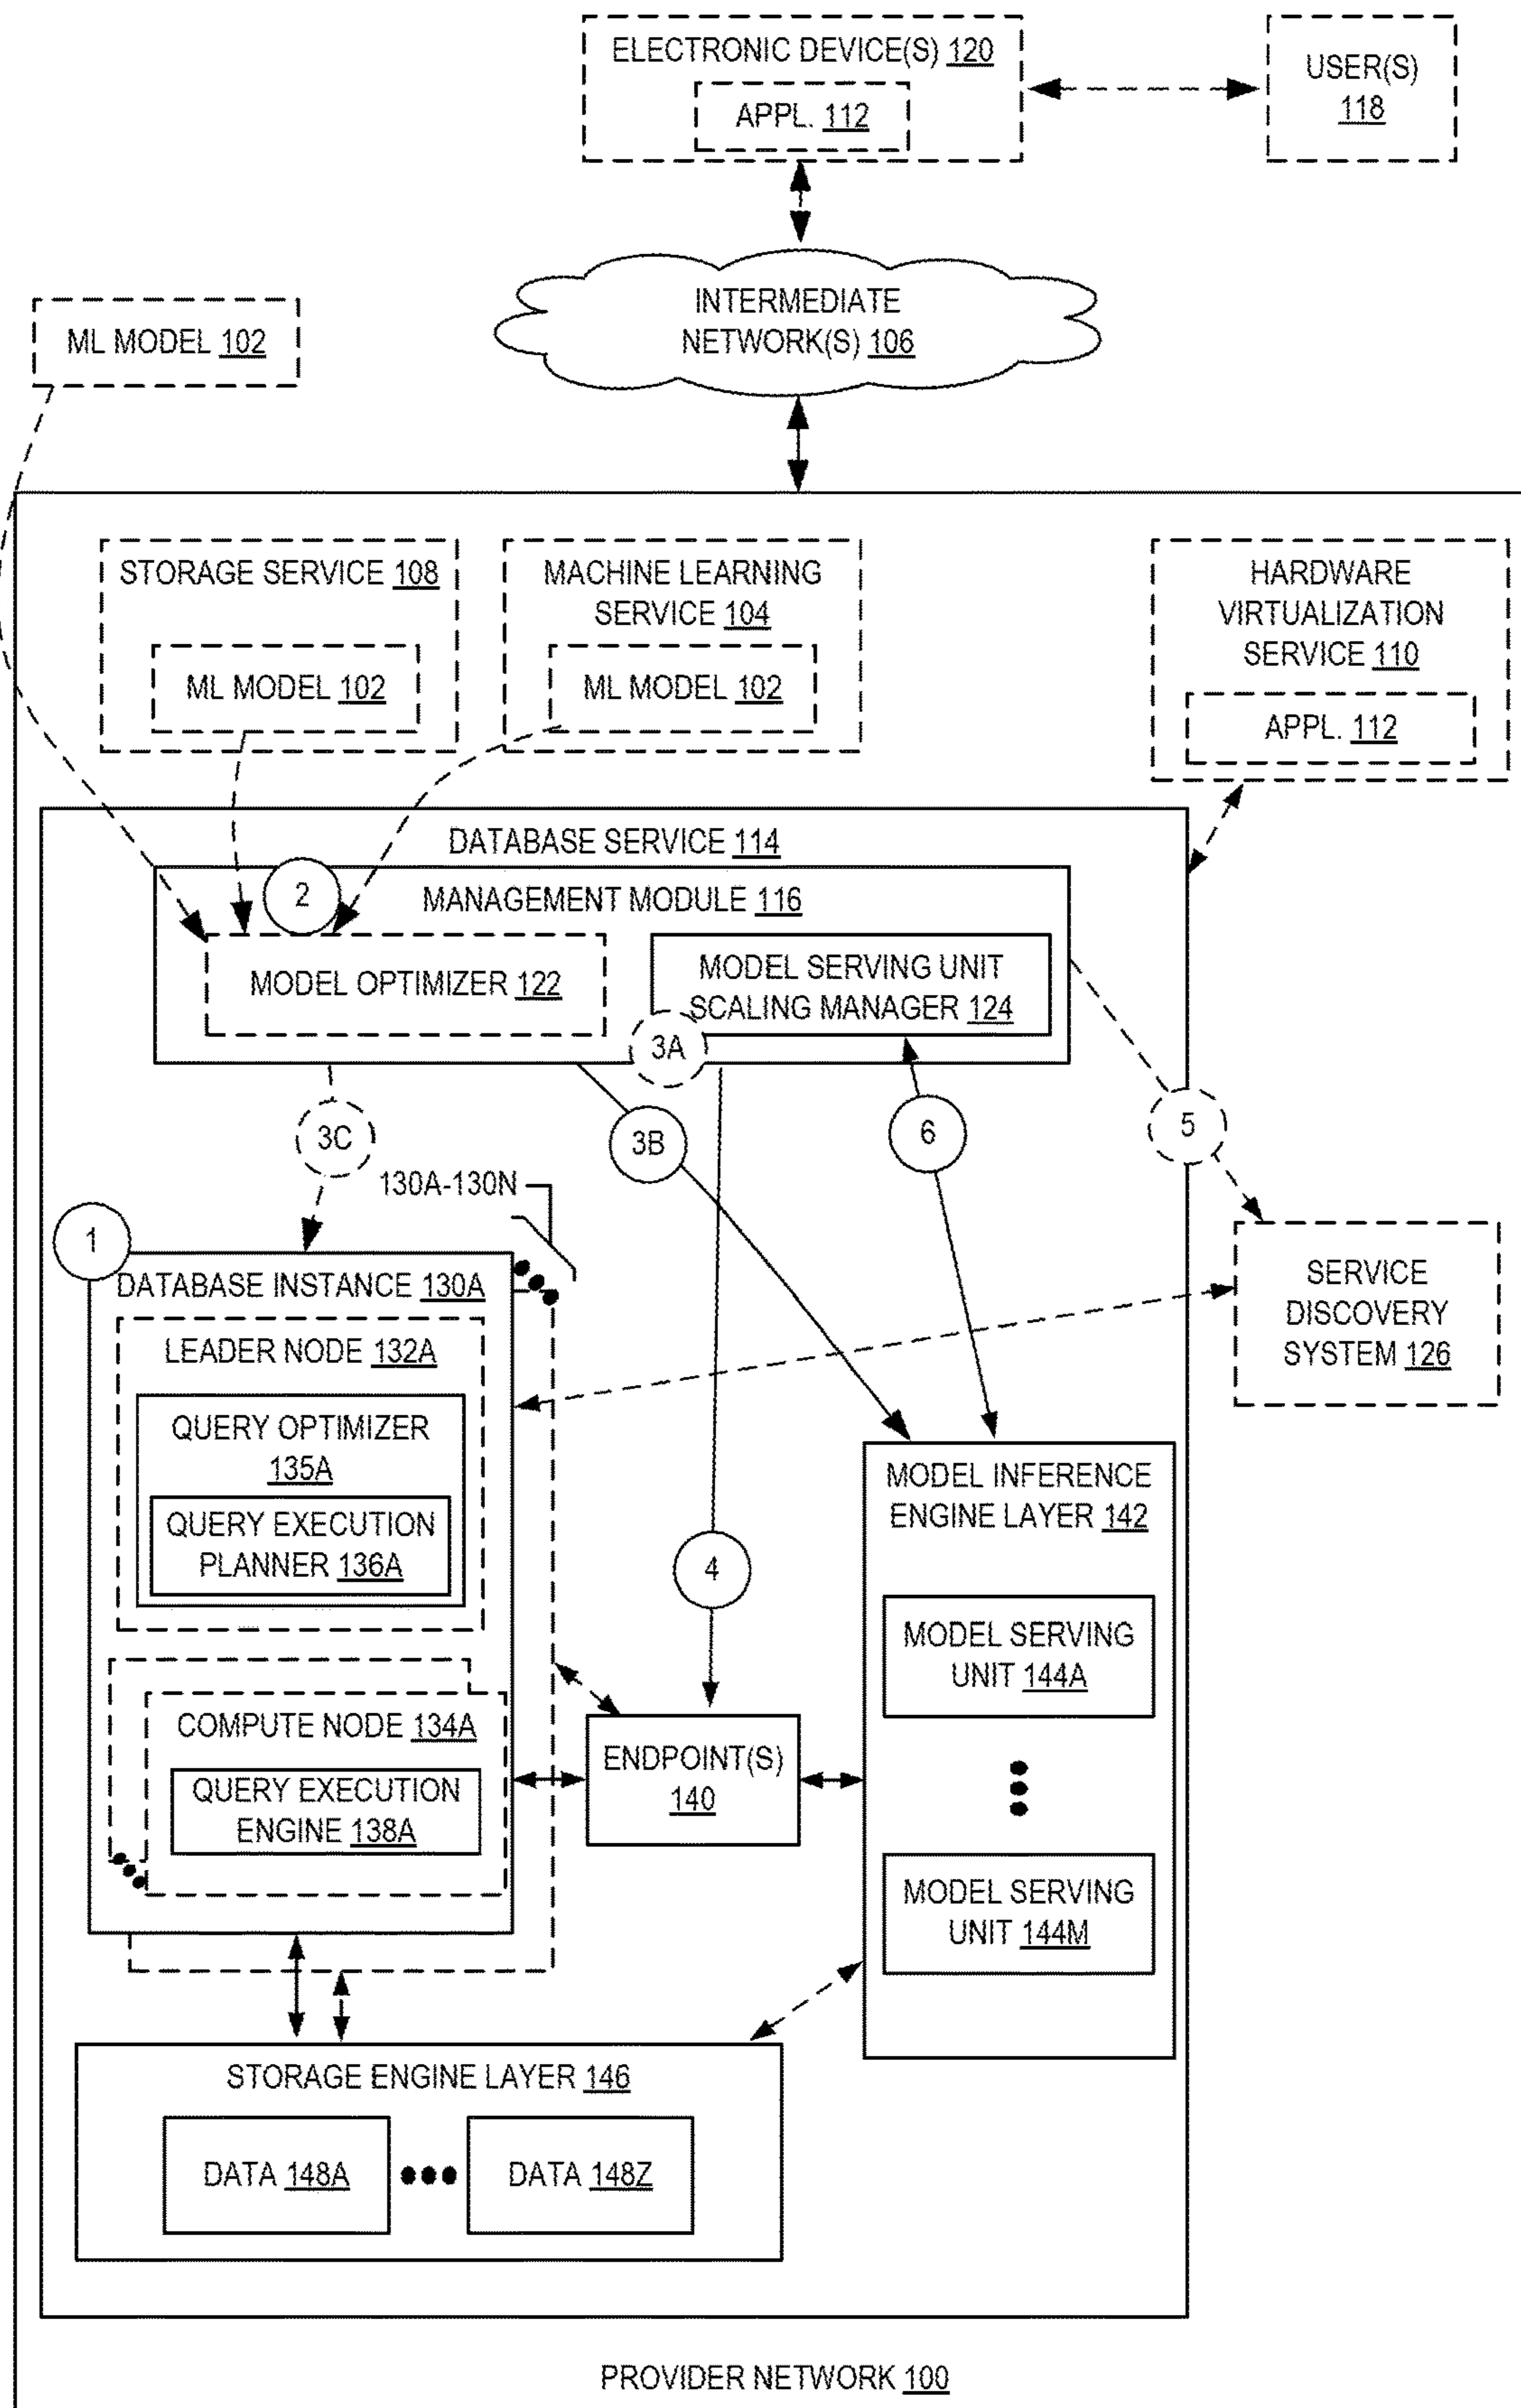 ELECTRONIC DEVICE(S) 120
APPL. 112
USER(S)
118
INTERMEDIATE
NETWORK(S) 106
ML MODEL 102
STORAGE SERVICE 108
ML MODEL 102
MACHINE LEARNING
SERVICE 104
ML MODEL 102
HARDWARE
VIRTUALIZATION
SERVICE 110
APPL. 112
DATABASE SERVICE 114
2
MANAGEMENT MODULE 116
MODEL OPTIMIZER 122
MODEL SERVING UNIT
SCALING MANAGER 124
3A
3C
3B
6
5
130A-130N
1
DATABASE INSTANCE 130A
LEADER NODE 132A
QUERY OPTIMIZER
135A
QUERY EXECUTION
PLANNER 136A
COMPUTE NODE 134A
QUERY EXECUTION
ENGINE 138A
4
ENDPOINT(S)
140
SERVICE
DISCOVERY
SYSTEM 126
MODEL INFERENCE
ENGINE LAYER 142
MODEL SERVING
UNIT 144A
MODEL SERVING
UNIT 144M
STORAGE ENGINE LAYER 146
DATA 148A
DATA 148Z
PROVIDER NETWORK 100